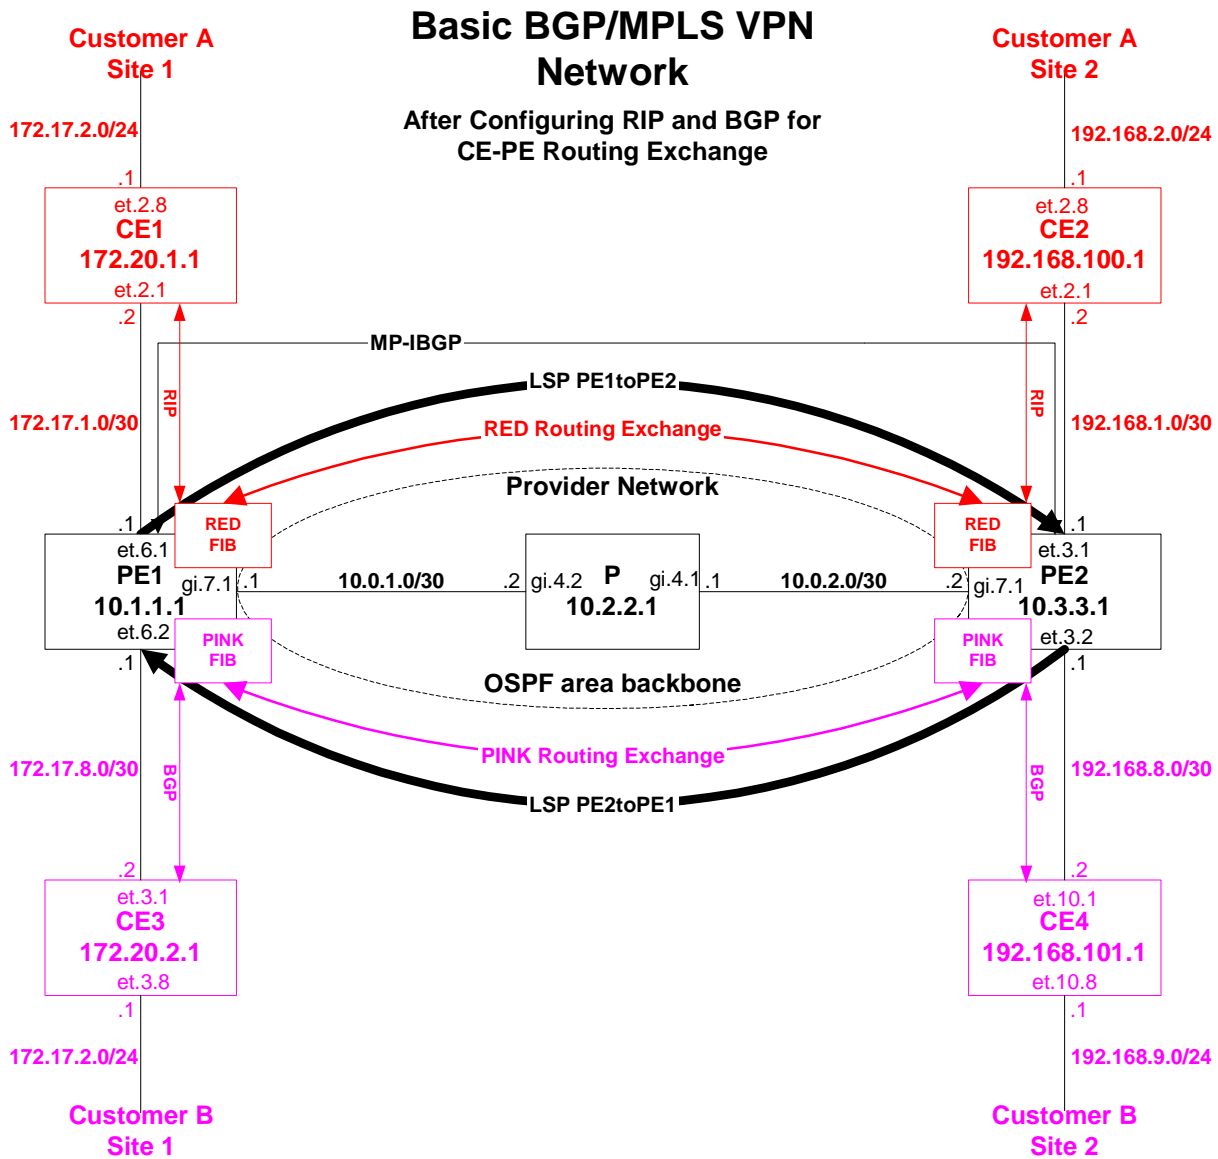 Basic BGP/MPLS VPN
Network
After Configuring RIP and BGP for
CE-PE Routing Exchange
Customer A
Site 1
172.17.2.0/24
.1
et.2.8
CE1
172.20.1.1
et.2.1
.2
RIP
172.17.1.0/30
Customer A
Site 2
192.168.2.0/24
.1
et.2.8
CE2
192.168.100.1
et.2.1
.2
RIP
192.168.1.0/30
MP-IBGP
LSP PE1toPE2
RED Routing Exchange
Provider Network
.1
et.6.1
PE1
10.1.1.1
et.6.2
.1
gi.7.1
.1
RED
FIB
PINK
FIB
10.0.1.0/30
.2
gi.4.2
P
10.2.2.1
gi.4.1
.1
10.0.2.0/30
.2
gi.7.1
RED
FIB
PINK
FIB
.1
et.3.1
PE2
10.3.3.1
et.3.2
.1
OSPF area backbone
PINK Routing Exchange
LSP PE2toPE1
172.17.8.0/30
BGP
.2
et.3.1
CE3
172.20.2.1
et.3.8
.1
172.17.2.0/24
Customer B
Site 1
BGP
192.168.8.0/30
.2
et.10.1
CE4
192.168.101.1
et.10.8
.1
192.168.9.0/24
Customer B
Site 2